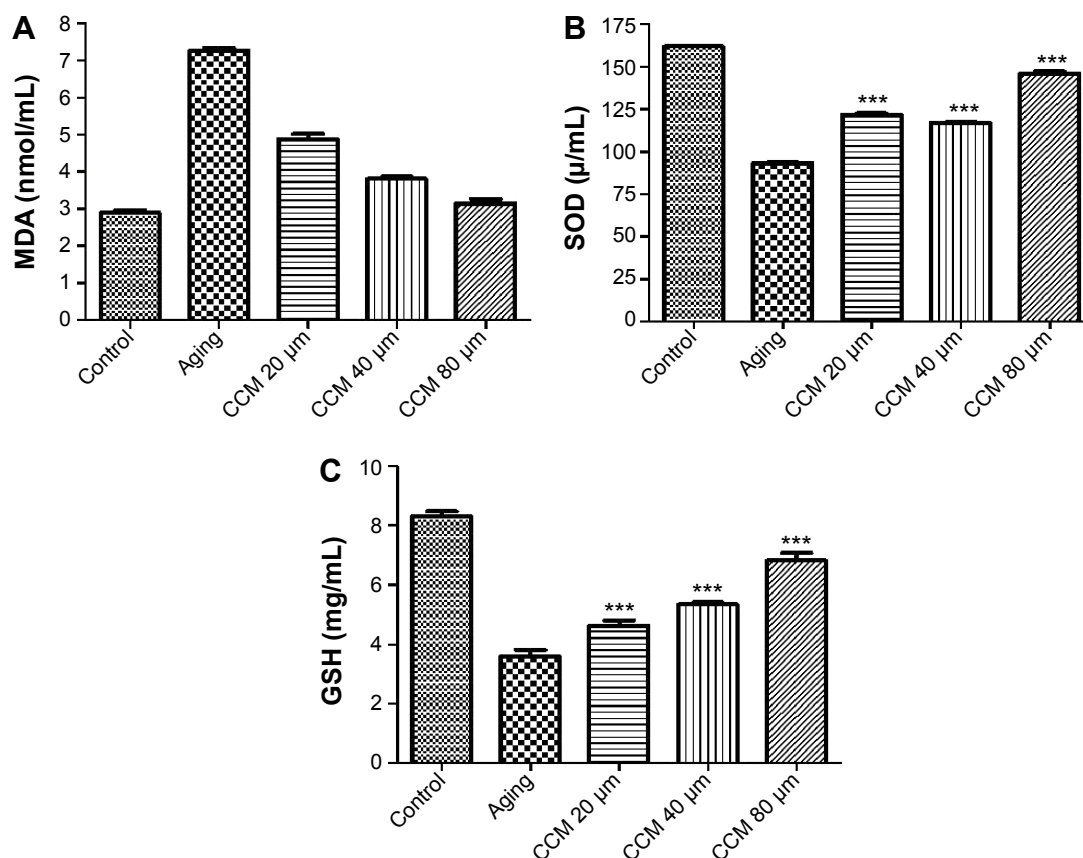 A
MDA (nmol/mL)
8
7
6
5
4
3
2
1
0
Control
Aging
CCM 20 µm
CCM 40 µm
CCM 80 µm
B
SOD (µ/mL)
175
150
125
100
75
50
25
0
***
***
***
Control
Aging
CCM 20 µm
CCM 40 µm
CCM 80 µm
C
GSH (mg/mL)
10
8
6
4
2
0
***
***
***
Control
Aging
CCM 20 µm
CCM 40 µm
CCM 80 µm